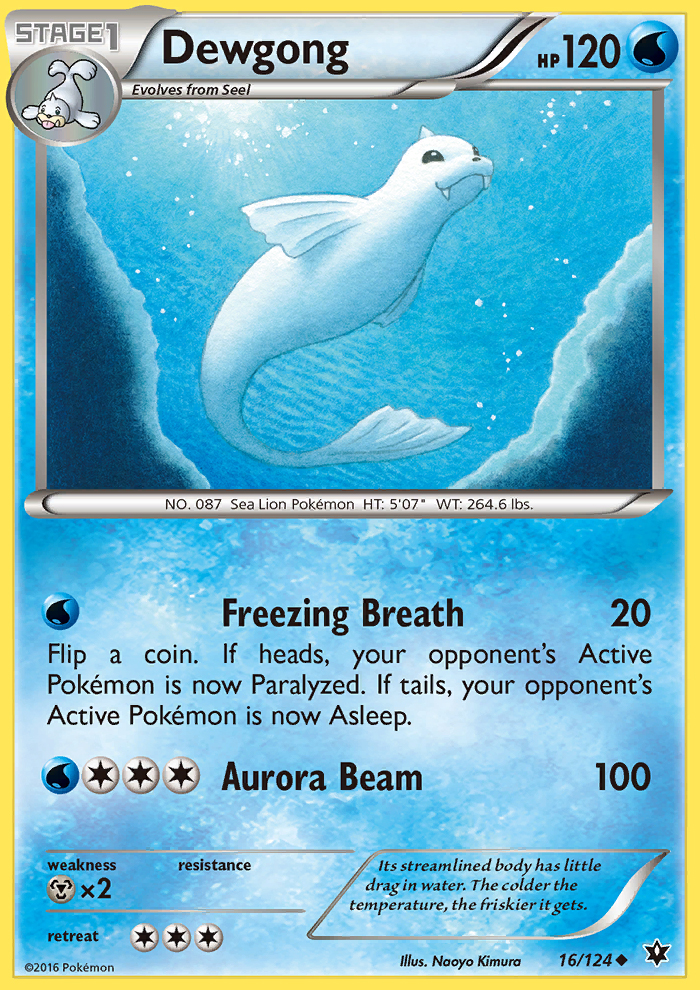 STAGE1
Dewgong
HP120
Evolves from Seel
NO. 087 Sea Lion Pokémon HT: 5'07" WT: 264.6 lbs.
Freezing Breath 20
Flip a coin. If heads, your opponent's Active
Pokémon is now Paralyzed. If tails, your opponent's
Active Pokémon is now Asleep.
Aurora Beam 100
weakness resistance
×2
Its streamlined body has little
drag in water. The colder the
temperature, the friskier it gets.
retreat
©2016 Pokémon
Illus. Naoyo Kimura
16/124